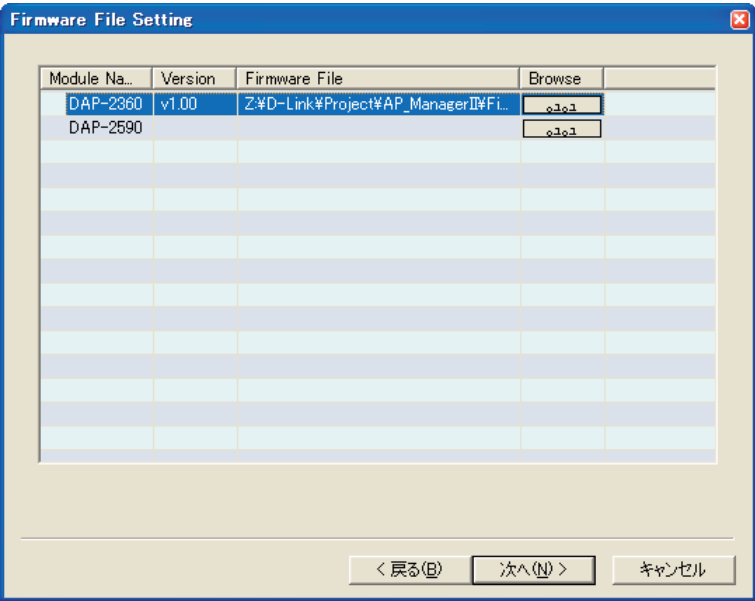 Firmware File Setting
Module Na... Version Firmware File Browse
DAP-2360 v1.00 Z:¥D-Link¥Project¥AP_ManagerⅡ¥Fi...
DAP-2590
< 戻る(B) 次へ(N) > キャンセル